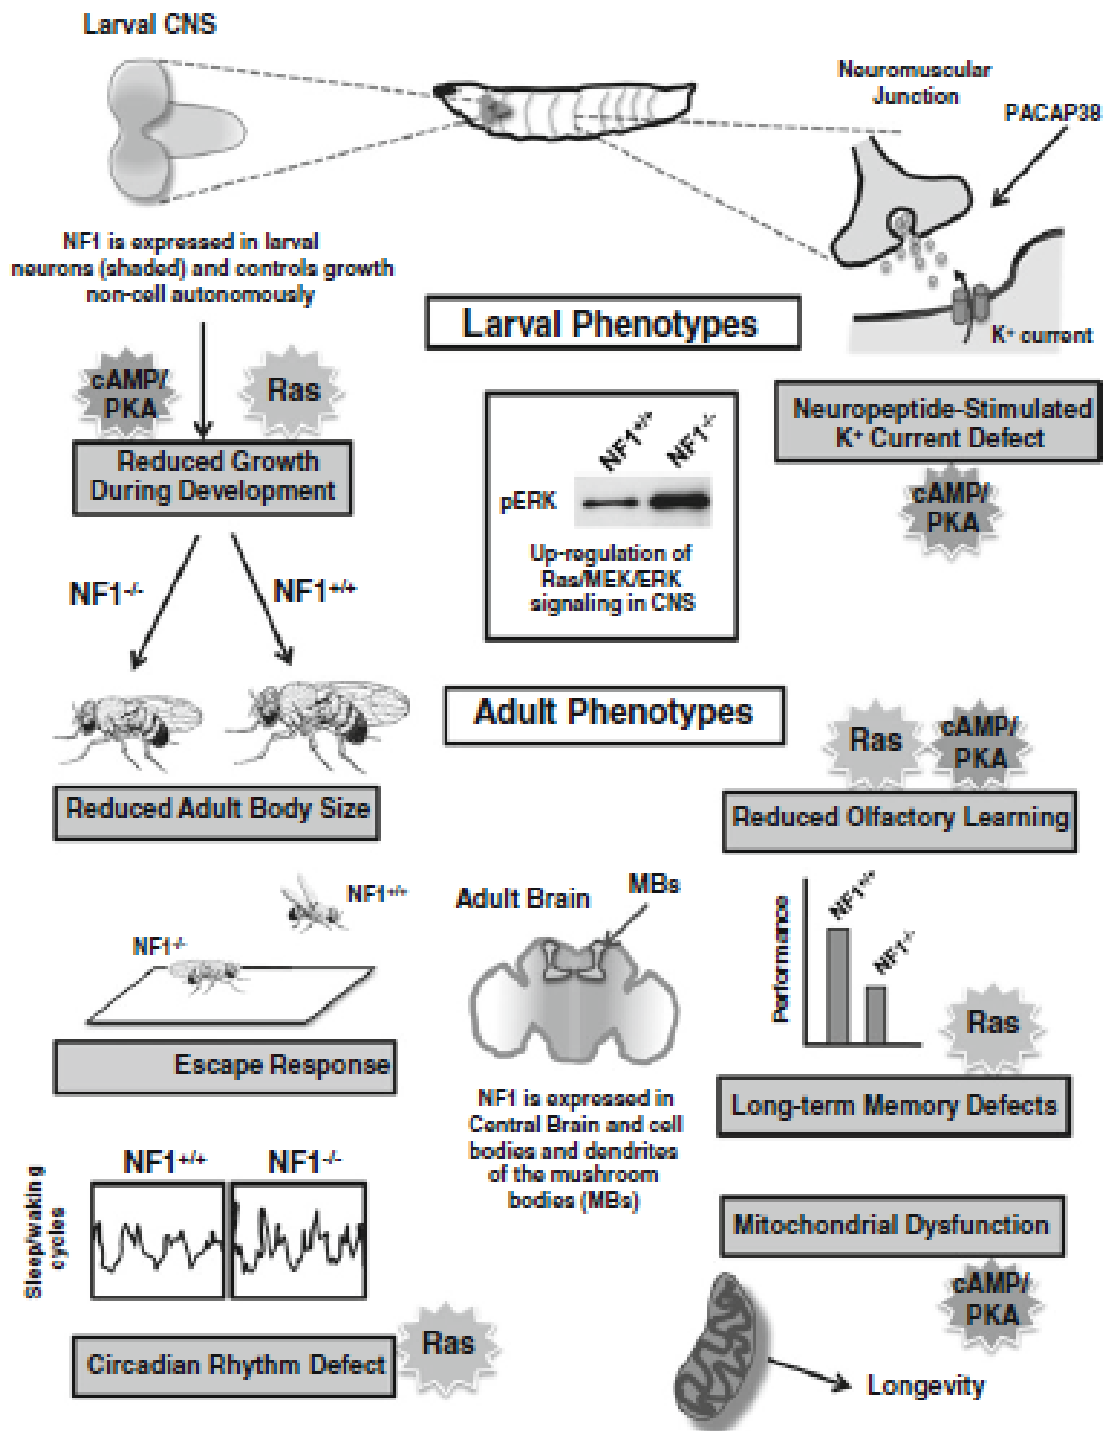 Larval CNS
Neuromuscular
Junction
PACAP38
NF1 is expressed in larval
neurons (shaded) and controls growth
non-cell autonomously
K⁺ current
Larval Phenotypes
cAMP/
PKA
Ras
Reduced Growth
During Development
NF1⁺/⁺
NF1⁻/⁻
pERK
Up-regulation of
Ras/MEK/ERK
signaling in CNS
Neuropeptide-Stimulated
K⁺ Current Defect
cAMP/
PKA
NF1⁻/⁻
NF1⁺/⁺
Adult Phenotypes
Reduced Adult Body Size
Ras
cAMP/
PKA
Reduced Olfactory Learning
NF1⁺/⁺
NF1⁻/⁻
Escape Response
Adult Brain
MBs
NF1 is expressed in
Central Brain and cell
bodies and dendrites
of the mushroom
bodies (MBs)
Performance
NF1⁺/⁺
NF1⁻/⁻
Ras
Long-term Memory Defects
Sleep/waking
cycles
NF1⁺/⁺
NF1⁻/⁻
Circadian Rhythm Defect
Ras
Mitochondrial Dysfunction
cAMP/
PKA
Longevity